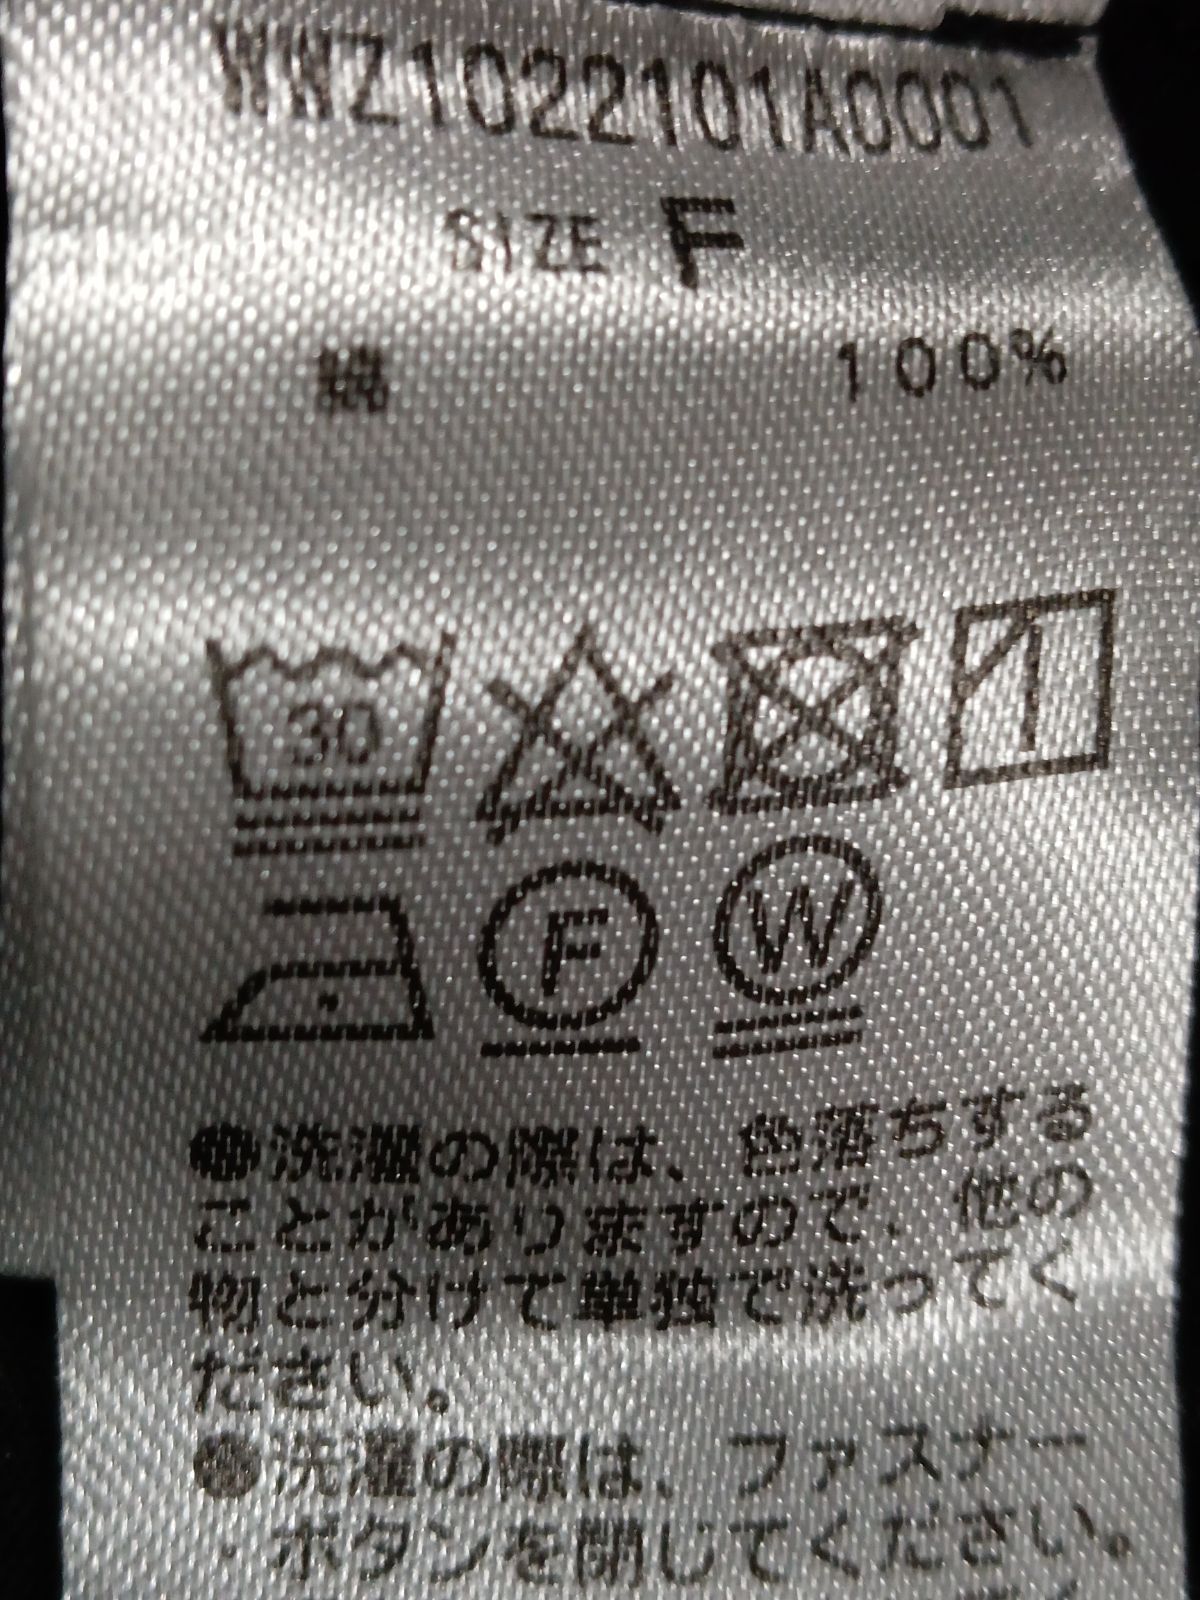 WWZ1022101A0001
SIZE F
綿 100%
30
F W
●洗濯の際は、色落ちする
ことがありますので、他の
物と分けて単独で洗ってく
ださい。
●洗濯の際は、ファスナー
・ボタンを閉じてください。